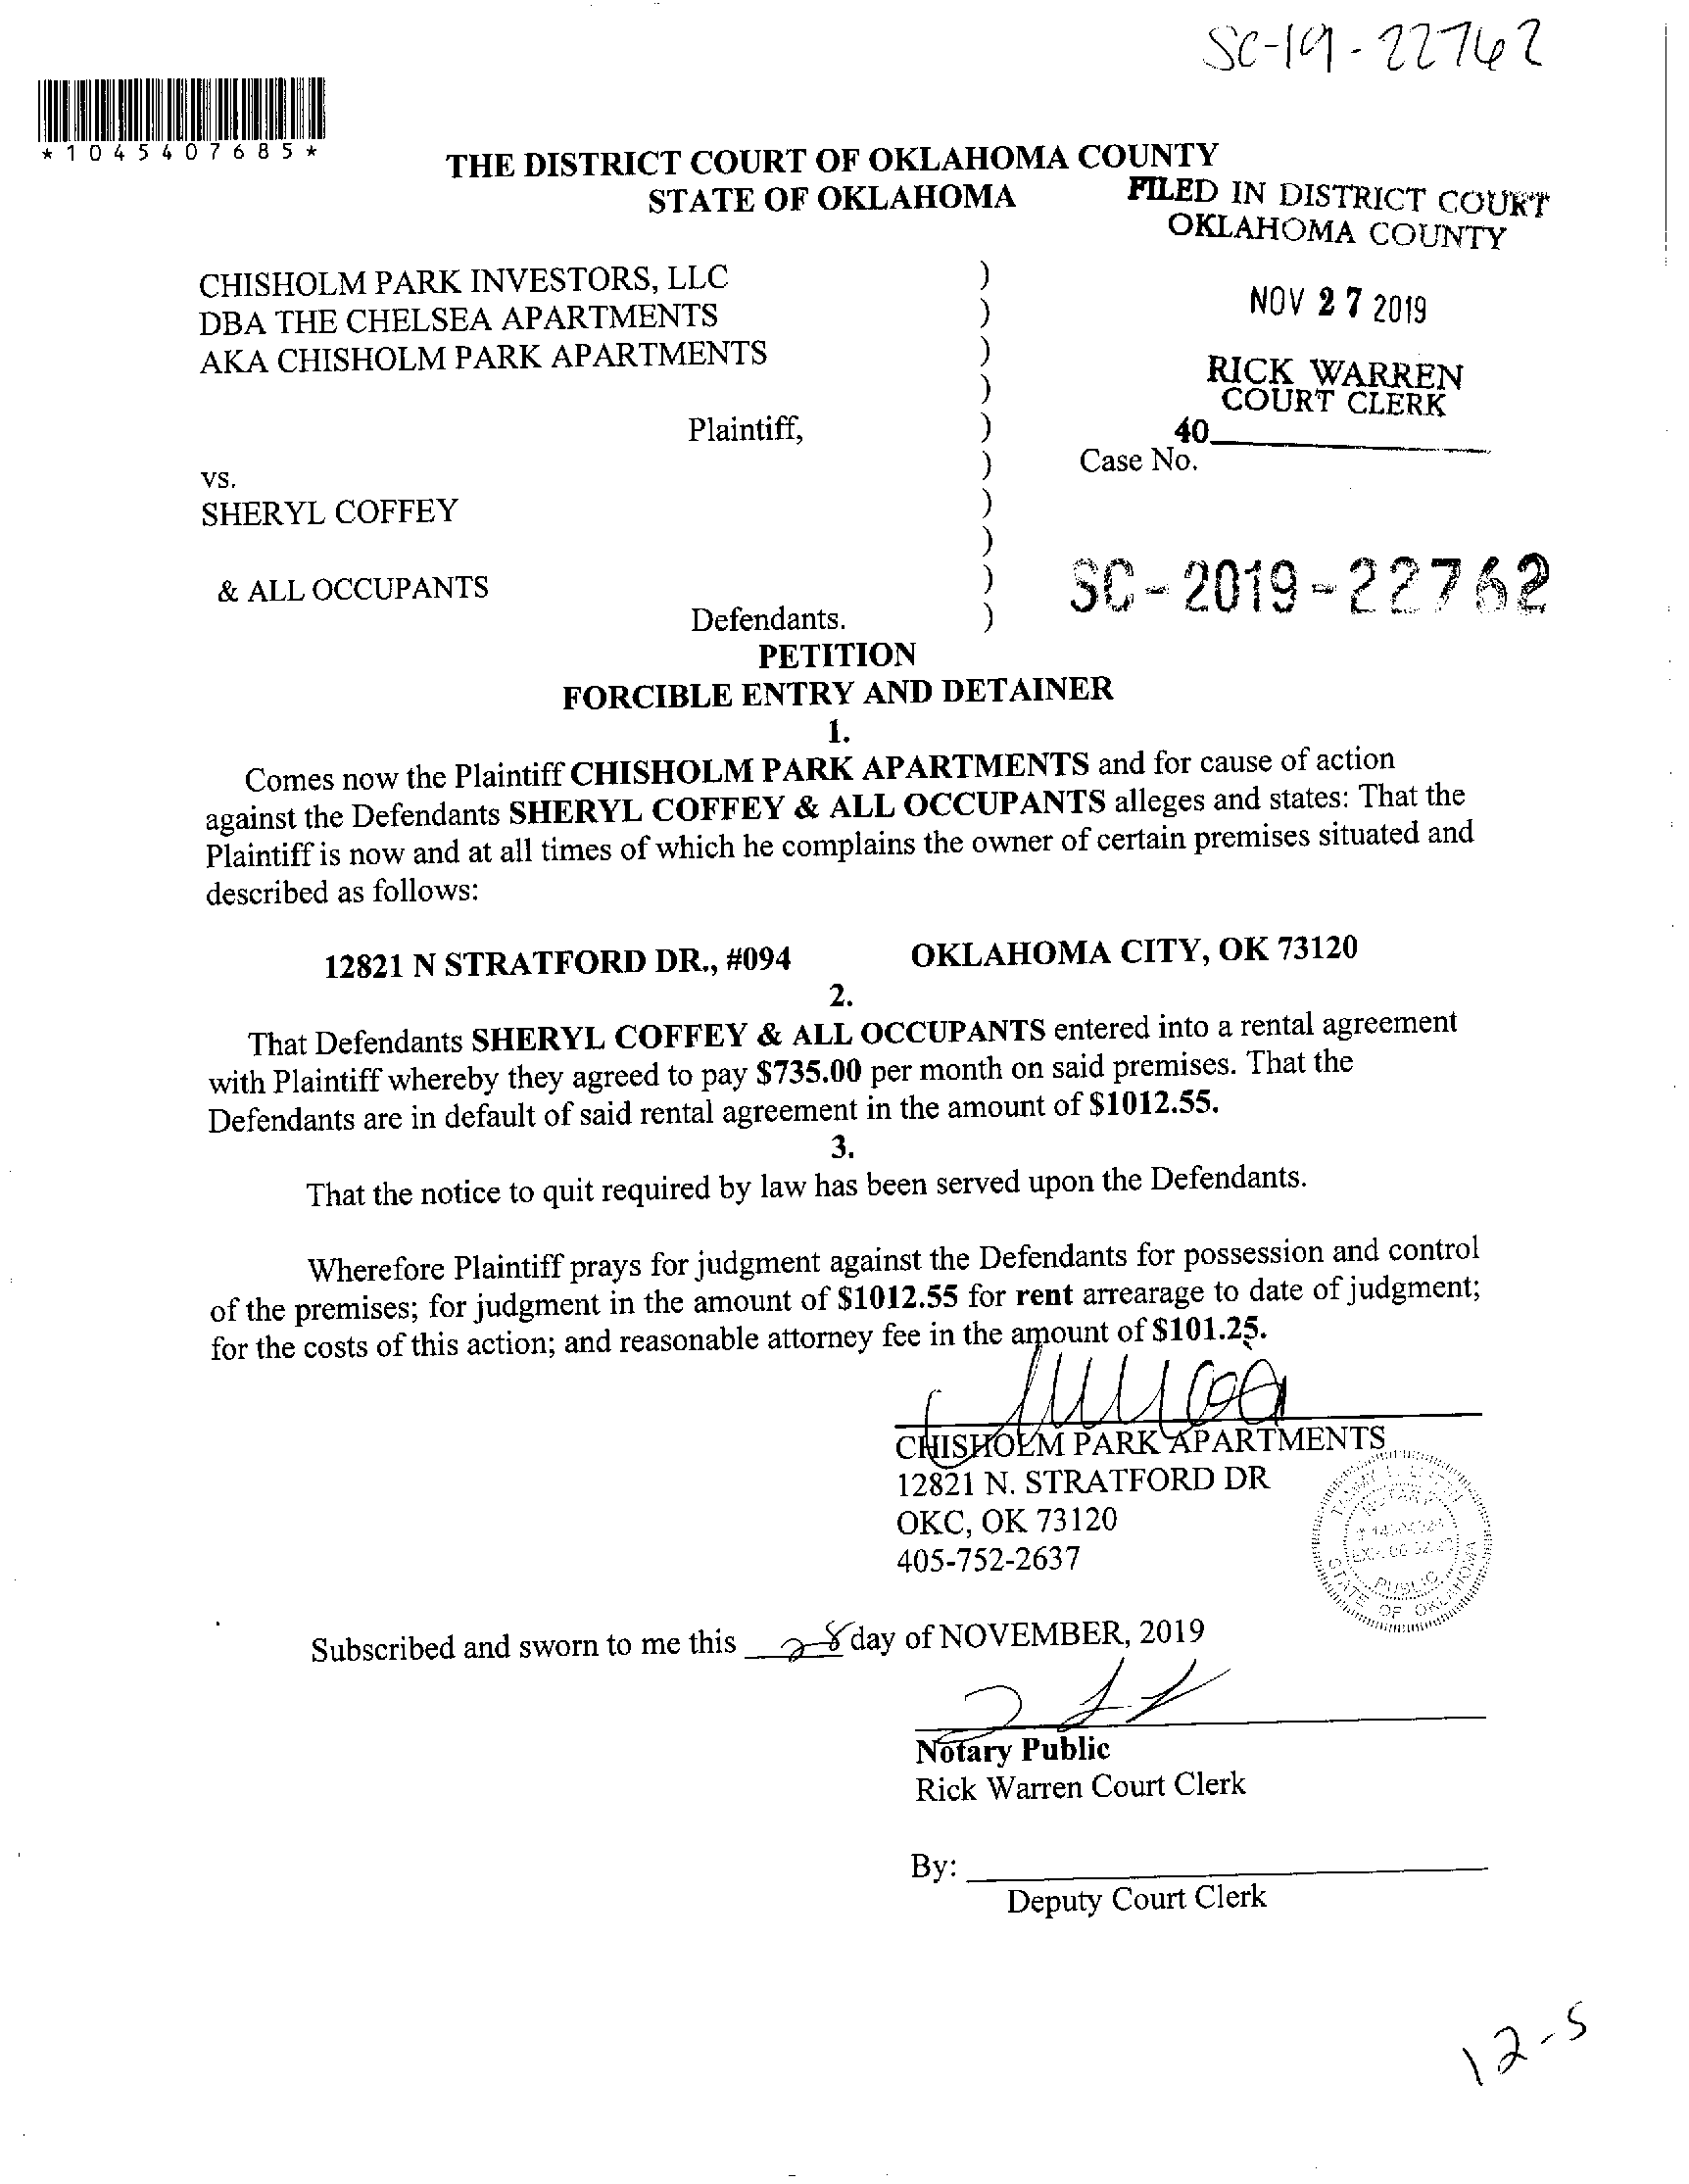 SC-19-22762
*1045407685*
THE DISTRICT COURT OF OKLAHOMA COUNTY
STATE OF OKLAHOMA
FILED IN DISTRICT COURT
OKLAHOMA COUNTY
CHISHOLM PARK INVESTORS, LLC )
DBA THE CHELSEA APARTMENTS )
NOV 27 2019
AKA CHISHOLM PARK APARTMENTS )
)
RICK WARREN
COURT CLERK
Plaintiff, )
40
) Case No.
vs.
SHERYL COFFEY )
)
& ALL OCCUPANTS )
SC-2019-22762
Defendants. )
PETITION
FORCIBLE ENTRY AND DETAINER
1.
Comes now the Plaintiff CHISHOLM PARK APARTMENTS and for cause of action
against the Defendants SHERYL COFFEY & ALL OCCUPANTS alleges and states: That the
Plaintiff is now and at all times of which he complains the owner of certain premises situated and
described as follows:
12821 N STRATFORD DR., #094 OKLAHOMA CITY, OK 73120
2.
That Defendants SHERYL COFFEY & ALL OCCUPANTS entered into a rental agreement
with Plaintiff whereby they agreed to pay $735.00 per month on said premises. That the
Defendants are in default of said rental agreement in the amount of $1012.55.
3.
That the notice to quit required by law has been served upon the Defendants.
Wherefore Plaintiff prays for judgment against the Defendants for possession and control
of the premises; for judgment in the amount of $1012.55 for rent arrearage to date of judgment;
for the costs of this action; and reasonable attorney fee in the amount of $101.25.
CHISHOLM PARK APARTMENTS
12821 N. STRATFORD DR
OKC, OK 73120
405-752-2637
NOTARY
PUBLIC
STATE OF OKLAHOMA
Subscribed and sworn to me this 28 day of NOVEMBER, 2019
Notary Public
Rick Warren Court Clerk
By:
Deputy Court Clerk
12-5